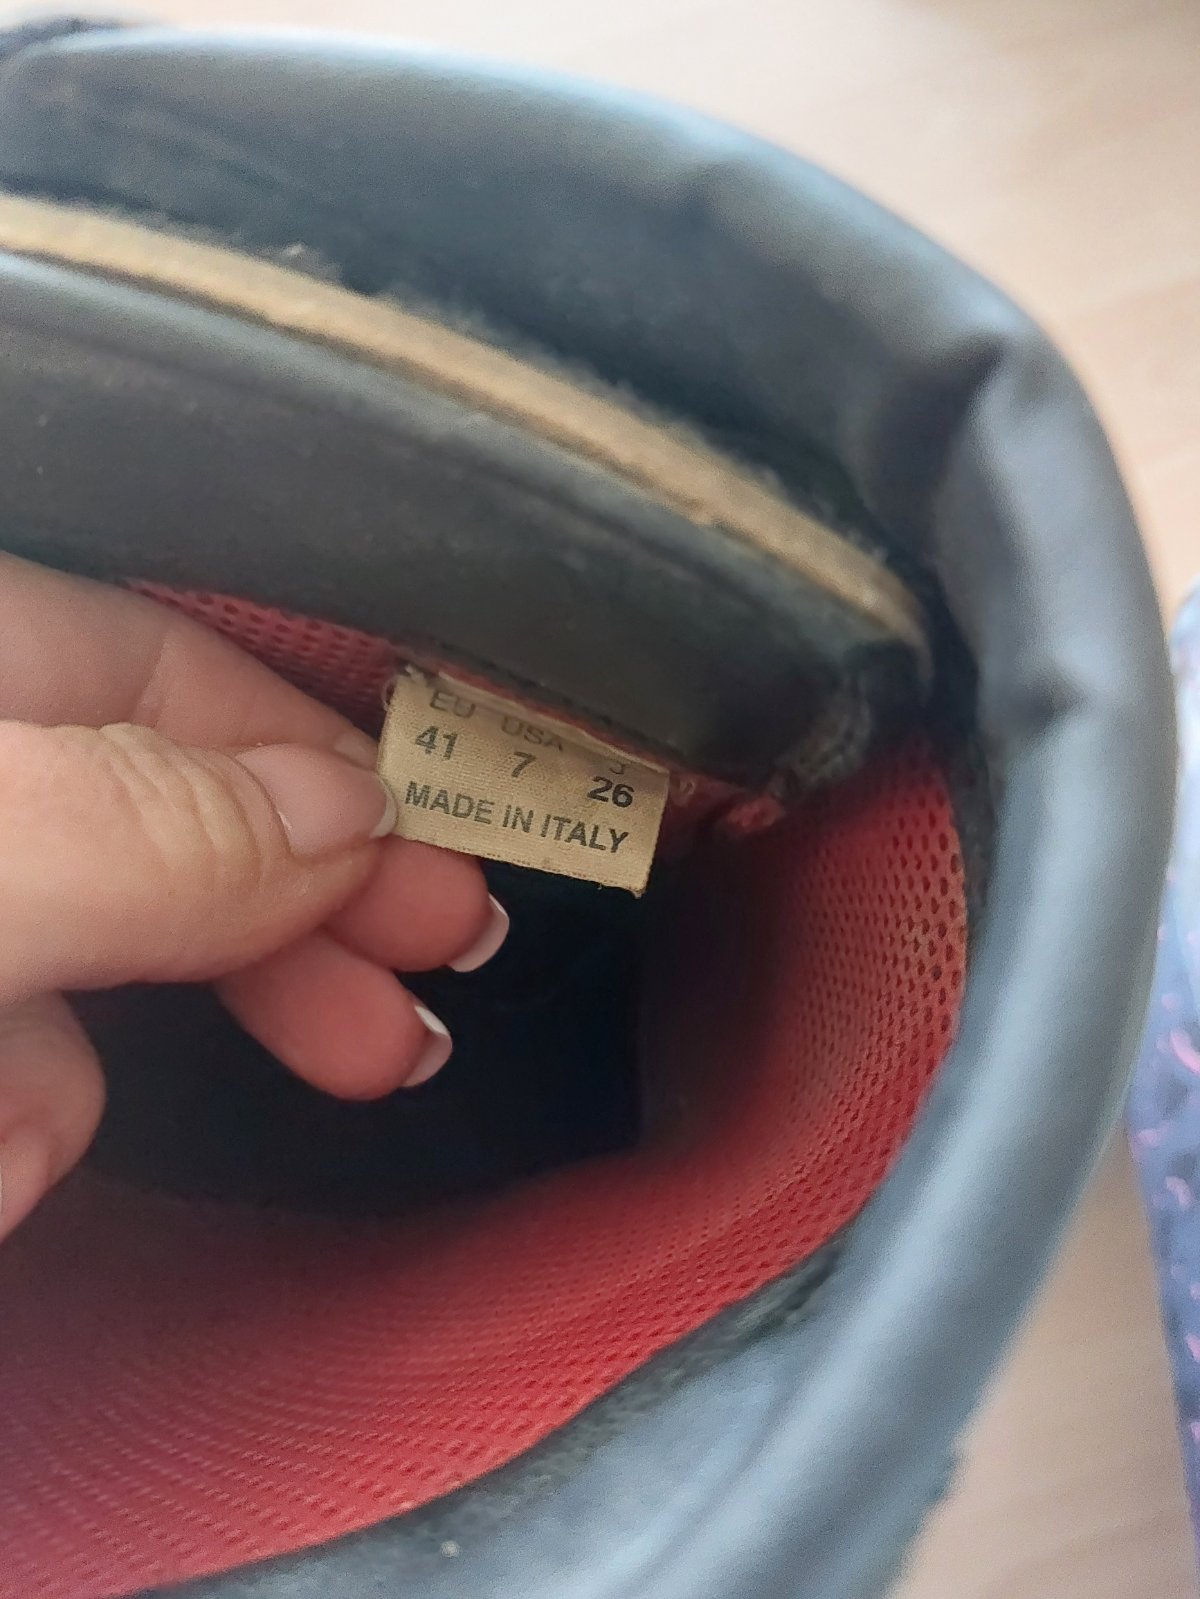 EU USA J
41 7 26
MADE IN ITALY